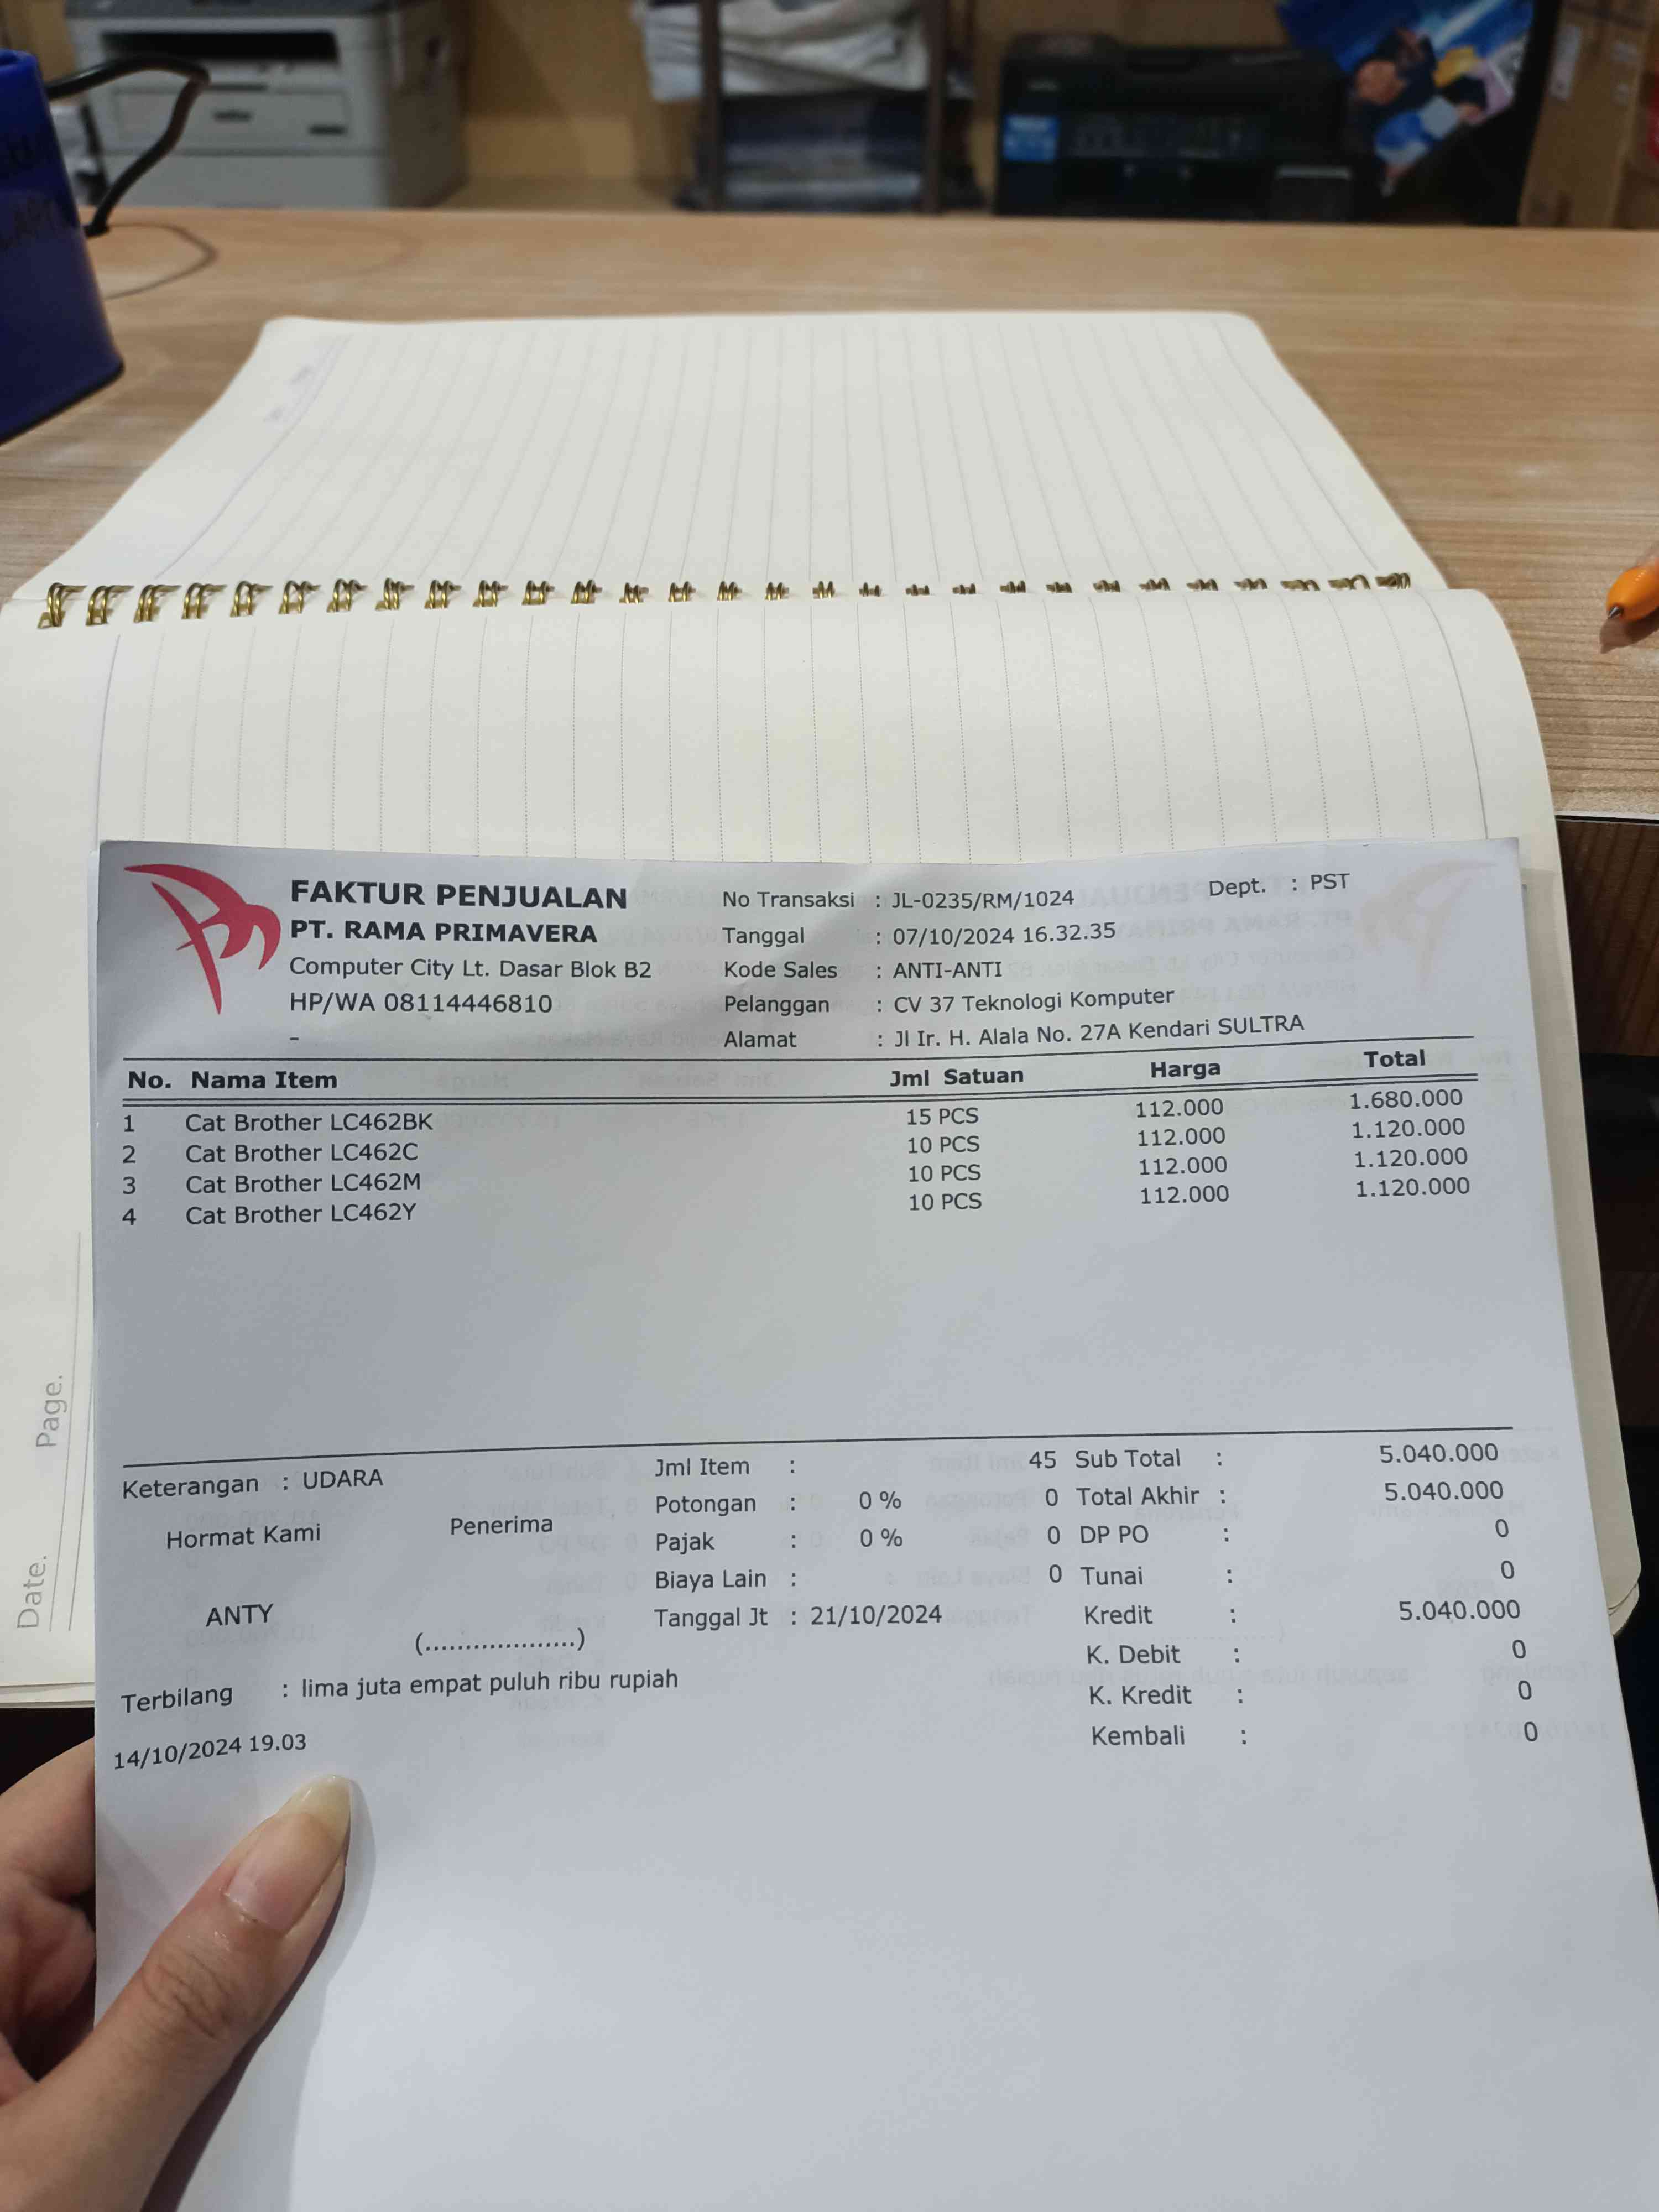 FAKTUR PENJUALAN
PT. RAMA PRIMAVERA
Computer City Lt. Dasar Blok B2
HP/WA 08114446810
-
No Transaksi : JL-0235/RM/1024
Dept. : PST
Tanggal : 07/10/2024 16.32.35
Kode Sales : ANTI-ANTI
Pelanggan : CV 37 Teknologi Komputer
Alamat : Jl Ir. H. Alala No. 27A Kendari SULTRA
No. Nama Item Jml Satuan Harga Total
1 Cat Brother LC462BK 15 PCS 112.000 1.680.000
2 Cat Brother LC462C 10 PCS 112.000 1.120.000
3 Cat Brother LC462M 10 PCS 112.000 1.120.000
4 Cat Brother LC462Y 10 PCS 112.000 1.120.000
Keterangan : UDARA
Hormat Kami Penerima
ANTY
(....................)
Jml Item : 45
Potongan : 0 % 0
Pajak : 0 % 0
Biaya Lain : 0
Tanggal Jt : 21/10/2024
Sub Total : 5.040.000
Total Akhir : 5.040.000
DP PO : 0
Tunai : 0
Kredit : 5.040.000
K. Debit : 0
K. Kredit : 0
Kembali : 0
Terbilang : lima juta empat puluh ribu rupiah
14/10/2024 19.03
Date.
Page.